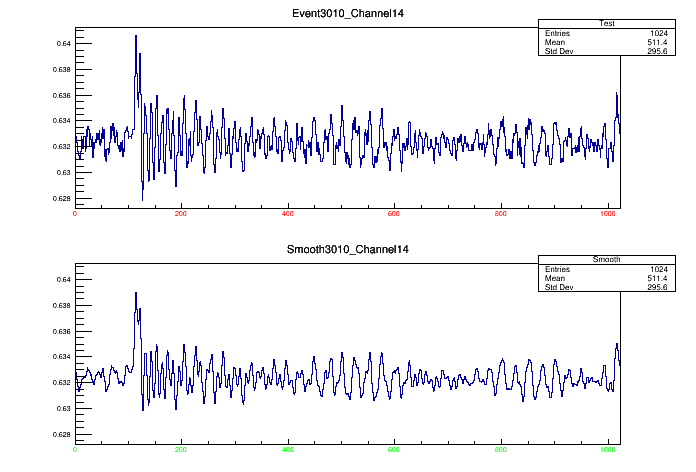 Event3010_Channel14
Test
Entries 1024
Mean 511.4
Std Dev 295.6
0.64
0.638
0.636
0.634
0.632
0.63
0.628
0 200 400 600 800 1000
Smooth3010_Channel14
Smooth
Entries 1024
Mean 511.4
Std Dev 295.6
0.64
0.638
0.636
0.634
0.632
0.63
0.628
0 200 400 600 800 1000